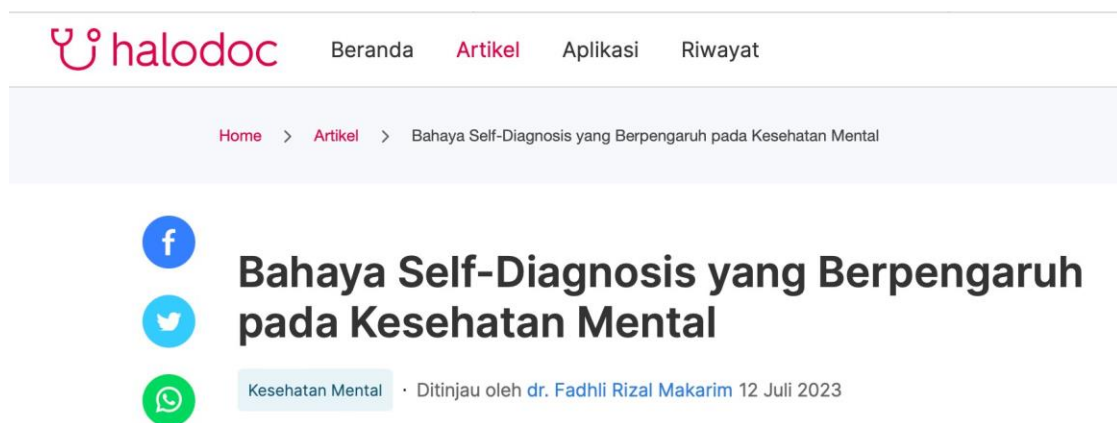 halodoc Beranda Artikel Aplikasi Riwayat
Home > Artikel > Bahaya Self-Diagnosis yang Berpengaruh pada Kesehatan Mental
Bahaya Self-Diagnosis yang Berpengaruh
pada Kesehatan Mental
Kesehatan Mental · Ditinjau oleh dr. Fadhli Rizal Makarim 12 Juli 2023